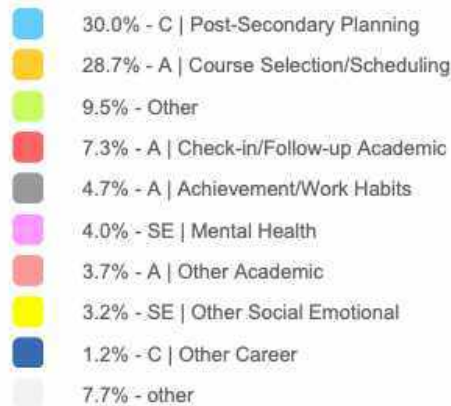 30.0% - C | Post-Secondary Planning
28.7% - A | Course Selection/Scheduling
9.5% - Other
7.3% - A | Check-in/Follow-up Academic
4.7% - A | Achievement/Work Habits
4.0% - SE | Mental Health
3.7% - A | Other Academic
3.2% - SE | Other Social Emotional
1.2% - C | Other Career
7.7% - other